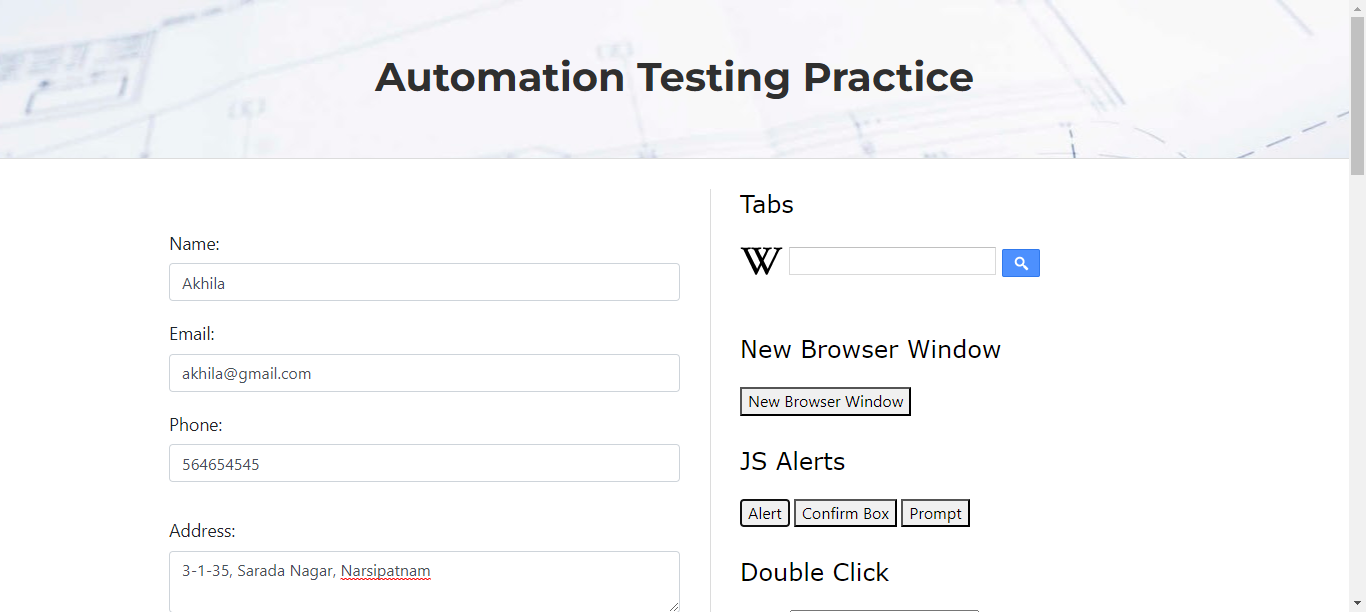 Automation Testing Practice
Name:
Akhila
Email:
akhila@gmail.com
Phone:
564654545
Address:
3-1-35, Sarada Nagar, Narsipatnam
Tabs
W
New Browser Window
New Browser Window
JS Alerts
Alert Confirm Box Prompt
Double Click